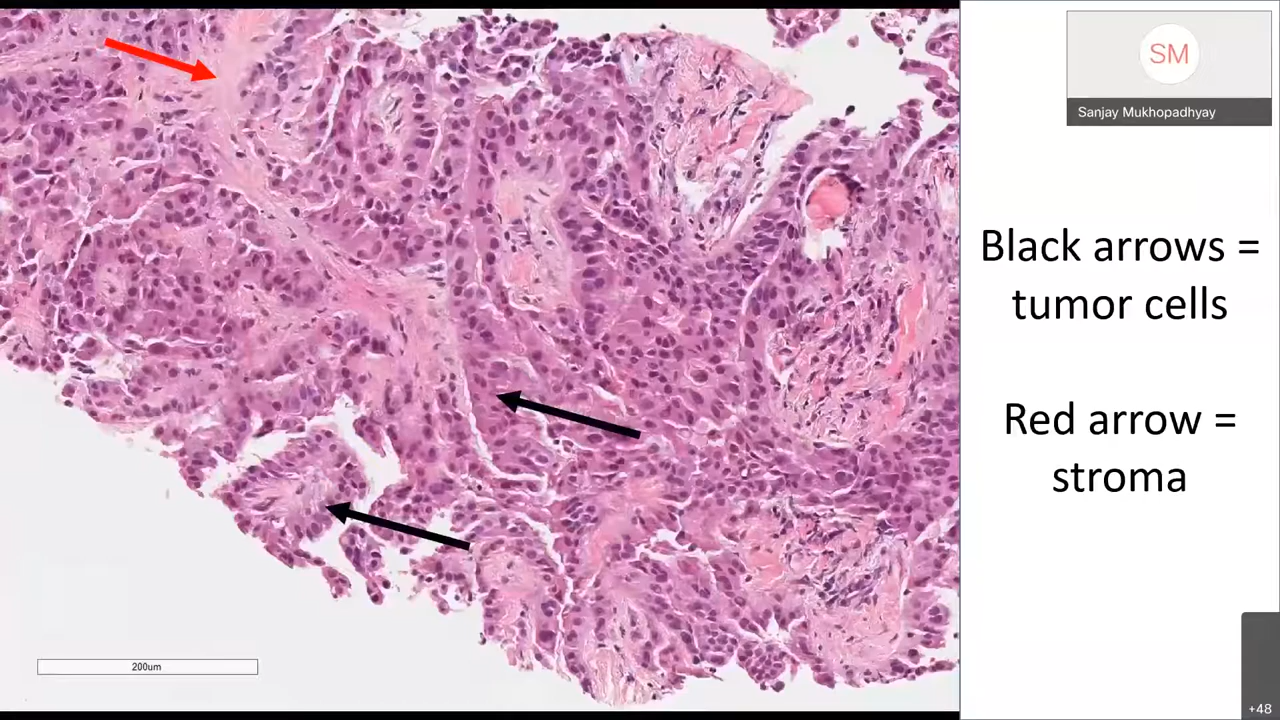 SM
Sanjay Mukhopadhyay
Black arrows =
tumor cells
Red arrow =
stroma
200um
+48